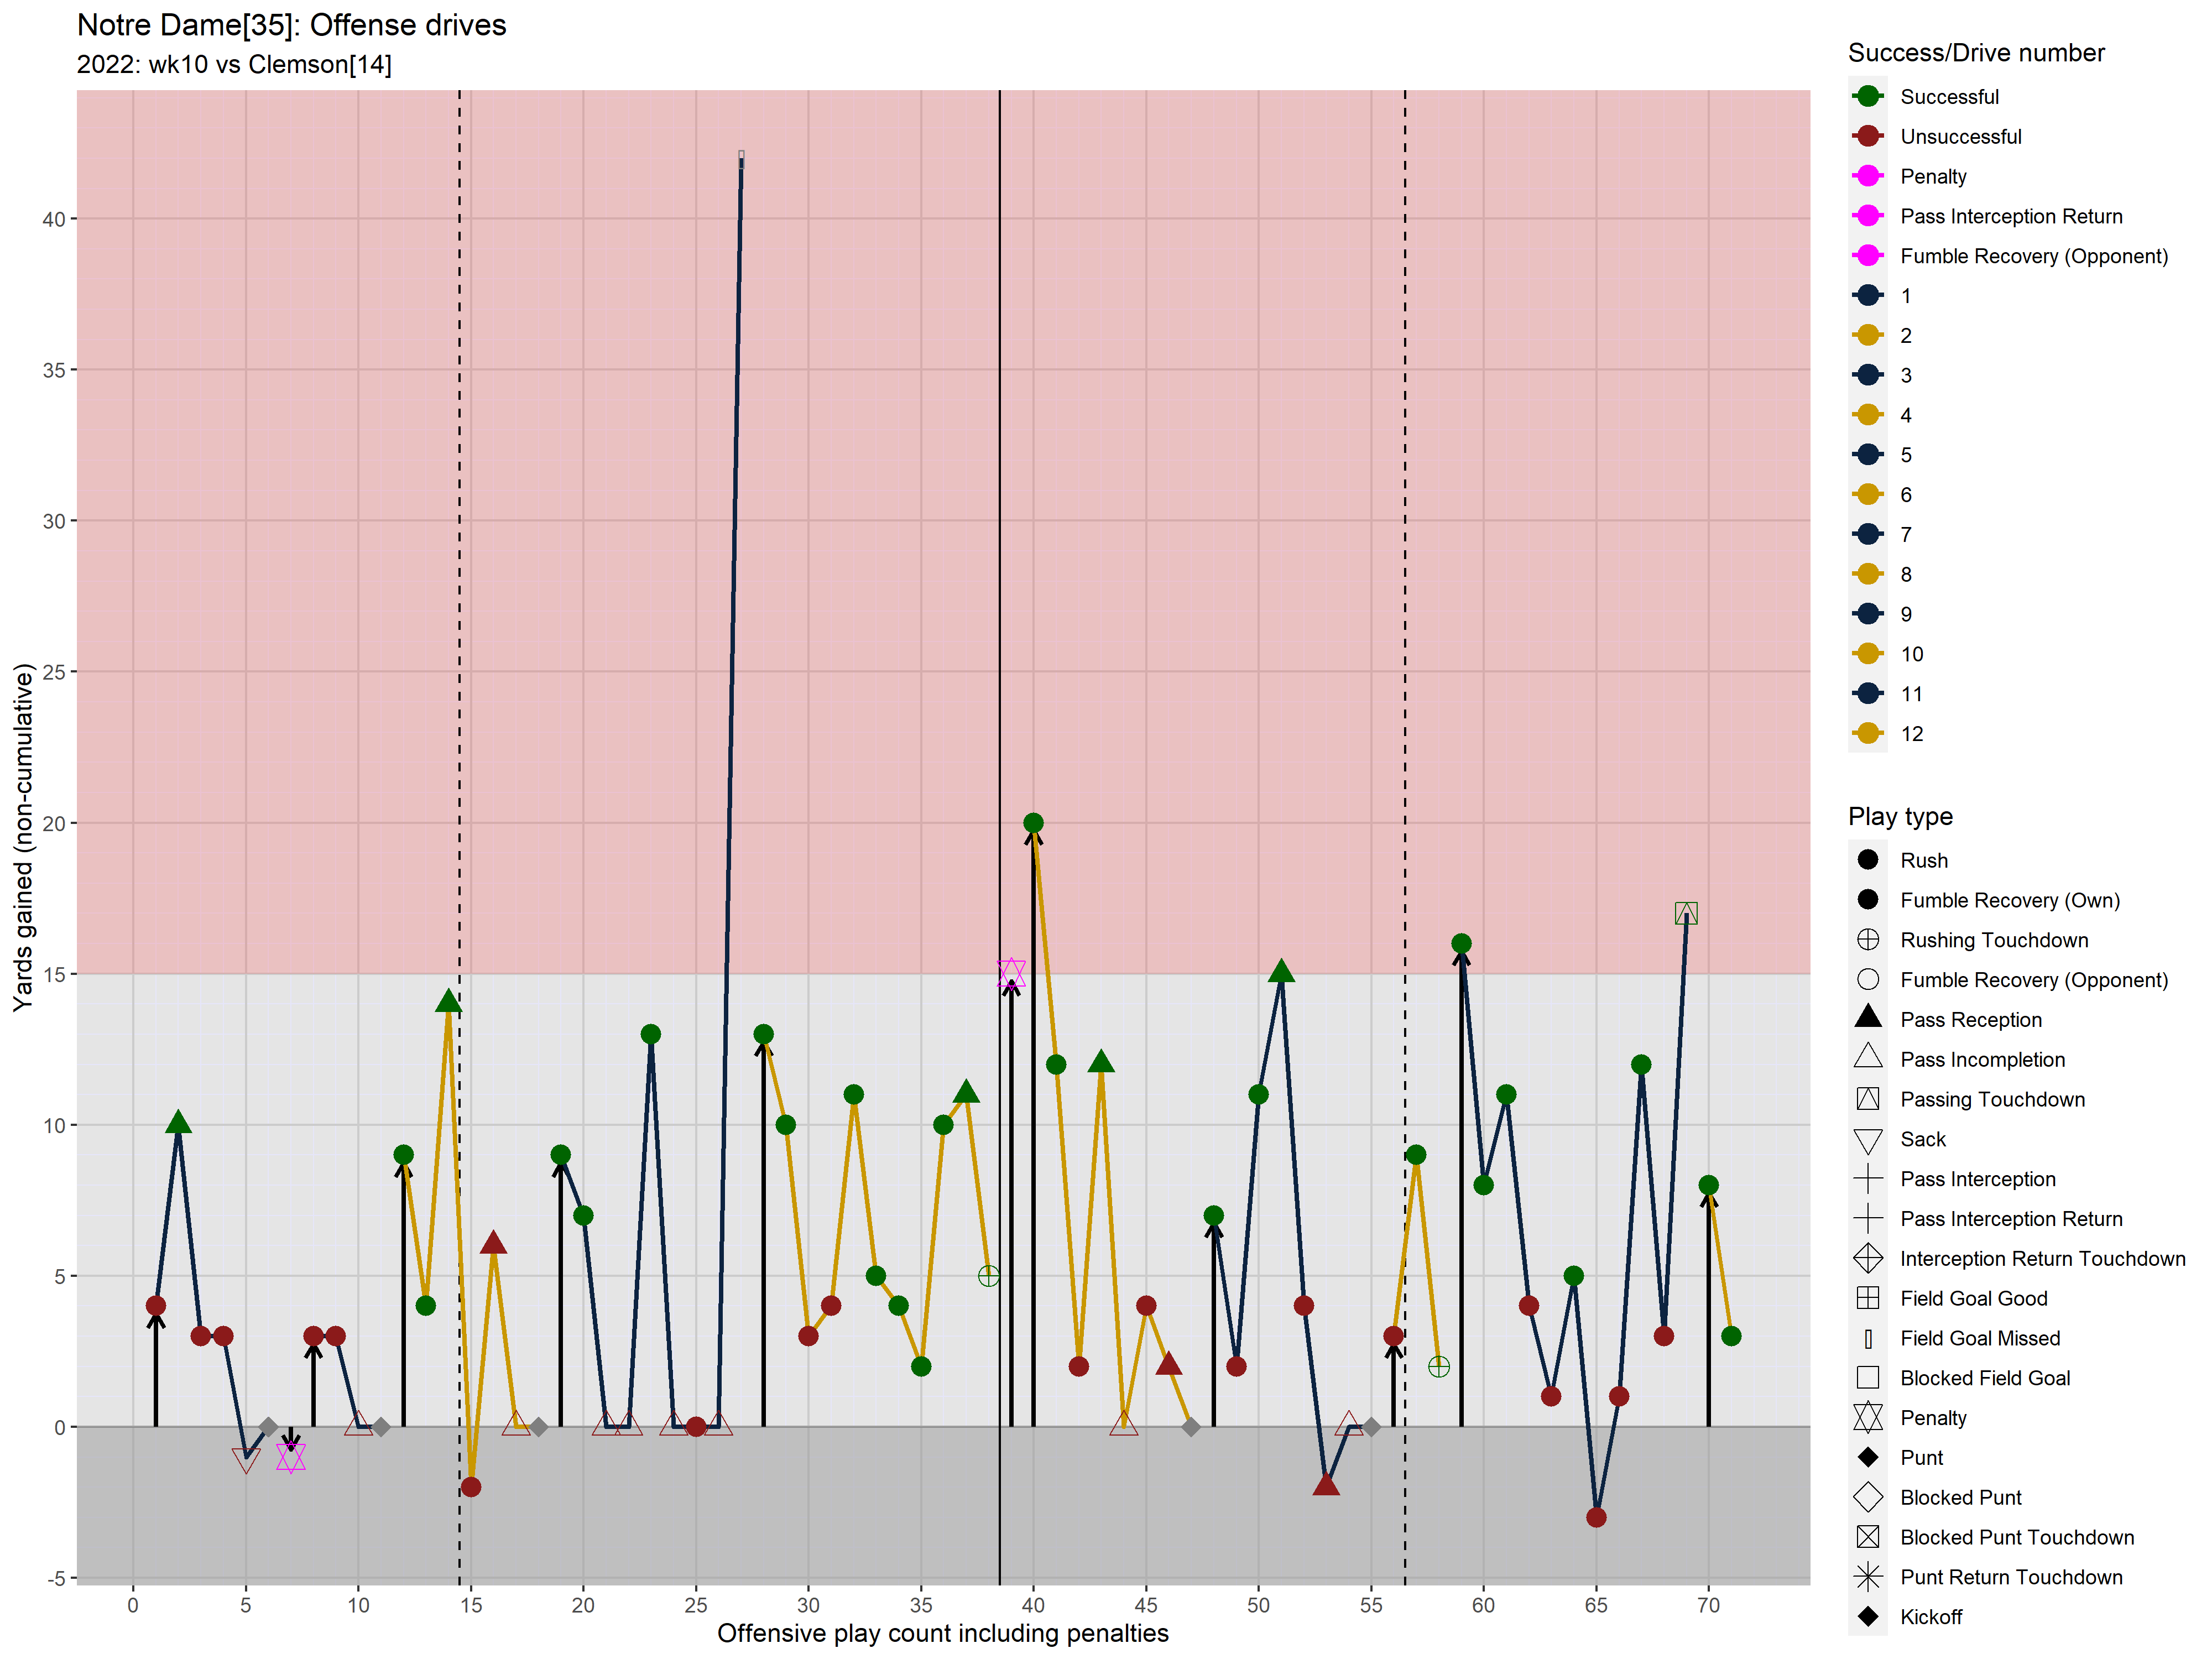 Notre Dame[35]: Offense drives
2022: wk10 vs Clemson[14]
Yards gained (non-cumulative)
40
35
30
25
20
15
10
5
0
-5
0 5 10 15 20 25 30 35 40 45 50 55 60 65 70
Offensive play count including penalties
Success/Drive number
Successful
Unsuccessful
Penalty
Pass Interception Return
Fumble Recovery (Opponent)
1
2
3
4
5
6
7
8
9
10
11
12
Play type
Rush
Fumble Recovery (Own)
Rushing Touchdown
Fumble Recovery (Opponent)
Pass Reception
Pass Incompletion
Passing Touchdown
Sack
Pass Interception
Pass Interception Return
Interception Return Touchdown
Field Goal Good
Field Goal Missed
Blocked Field Goal
Penalty
Punt
Blocked Punt
Blocked Punt Touchdown
Punt Return Touchdown
Kickoff